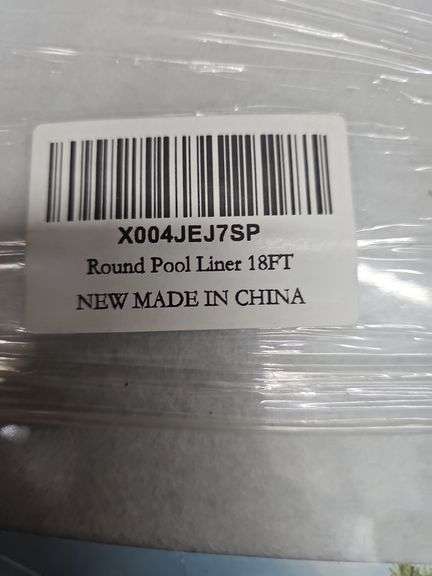 X004JEJ7SP
Round Pool Liner 18FT
NEW MADE IN CHINA